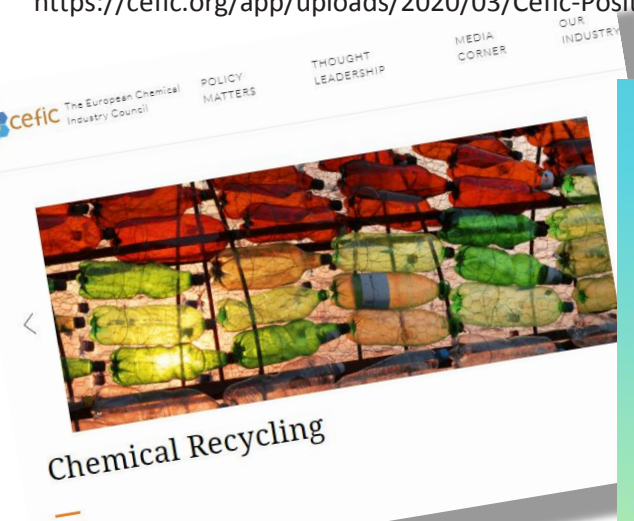 https://cefic.org/app/uploads/2020/03/Cefic-Posit
cefic The European Chemical
Industry Council
POLICY
MATTERS
THOUGHT
LEADERSHIP
MEDIA
CORNER
OUR
INDUSTRY
Chemical Recycling